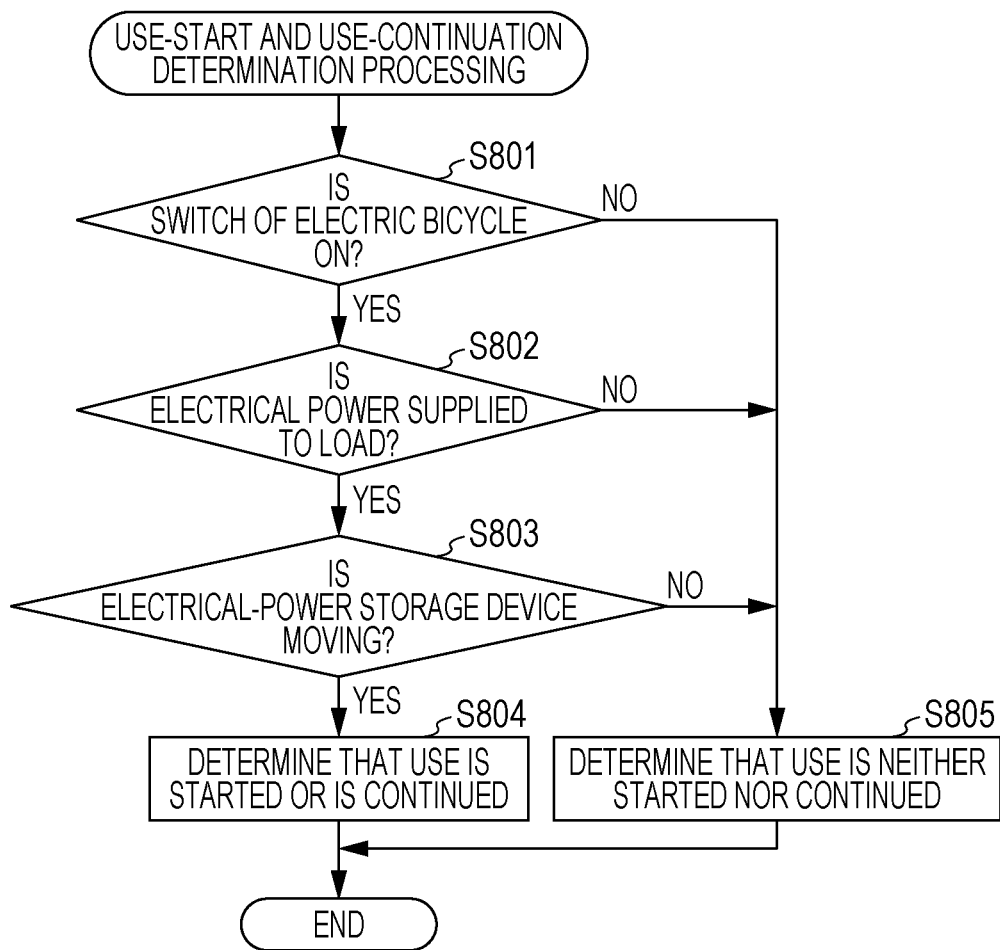 USE-START AND USE-CONTINUATION
DETERMINATION PROCESSING
S801
IS
SWITCH OF ELECTRIC BICYCLE
ON?
NO
YES
S802
IS
ELECTRICAL POWER SUPPLIED
TO LOAD?
NO
YES
S803
IS
ELECTRICAL-POWER STORAGE DEVICE
MOVING?
NO
YES
S804
DETERMINE THAT USE IS
STARTED OR IS CONTINUED
S805
DETERMINE THAT USE IS NEITHER
STARTED NOR CONTINUED
END